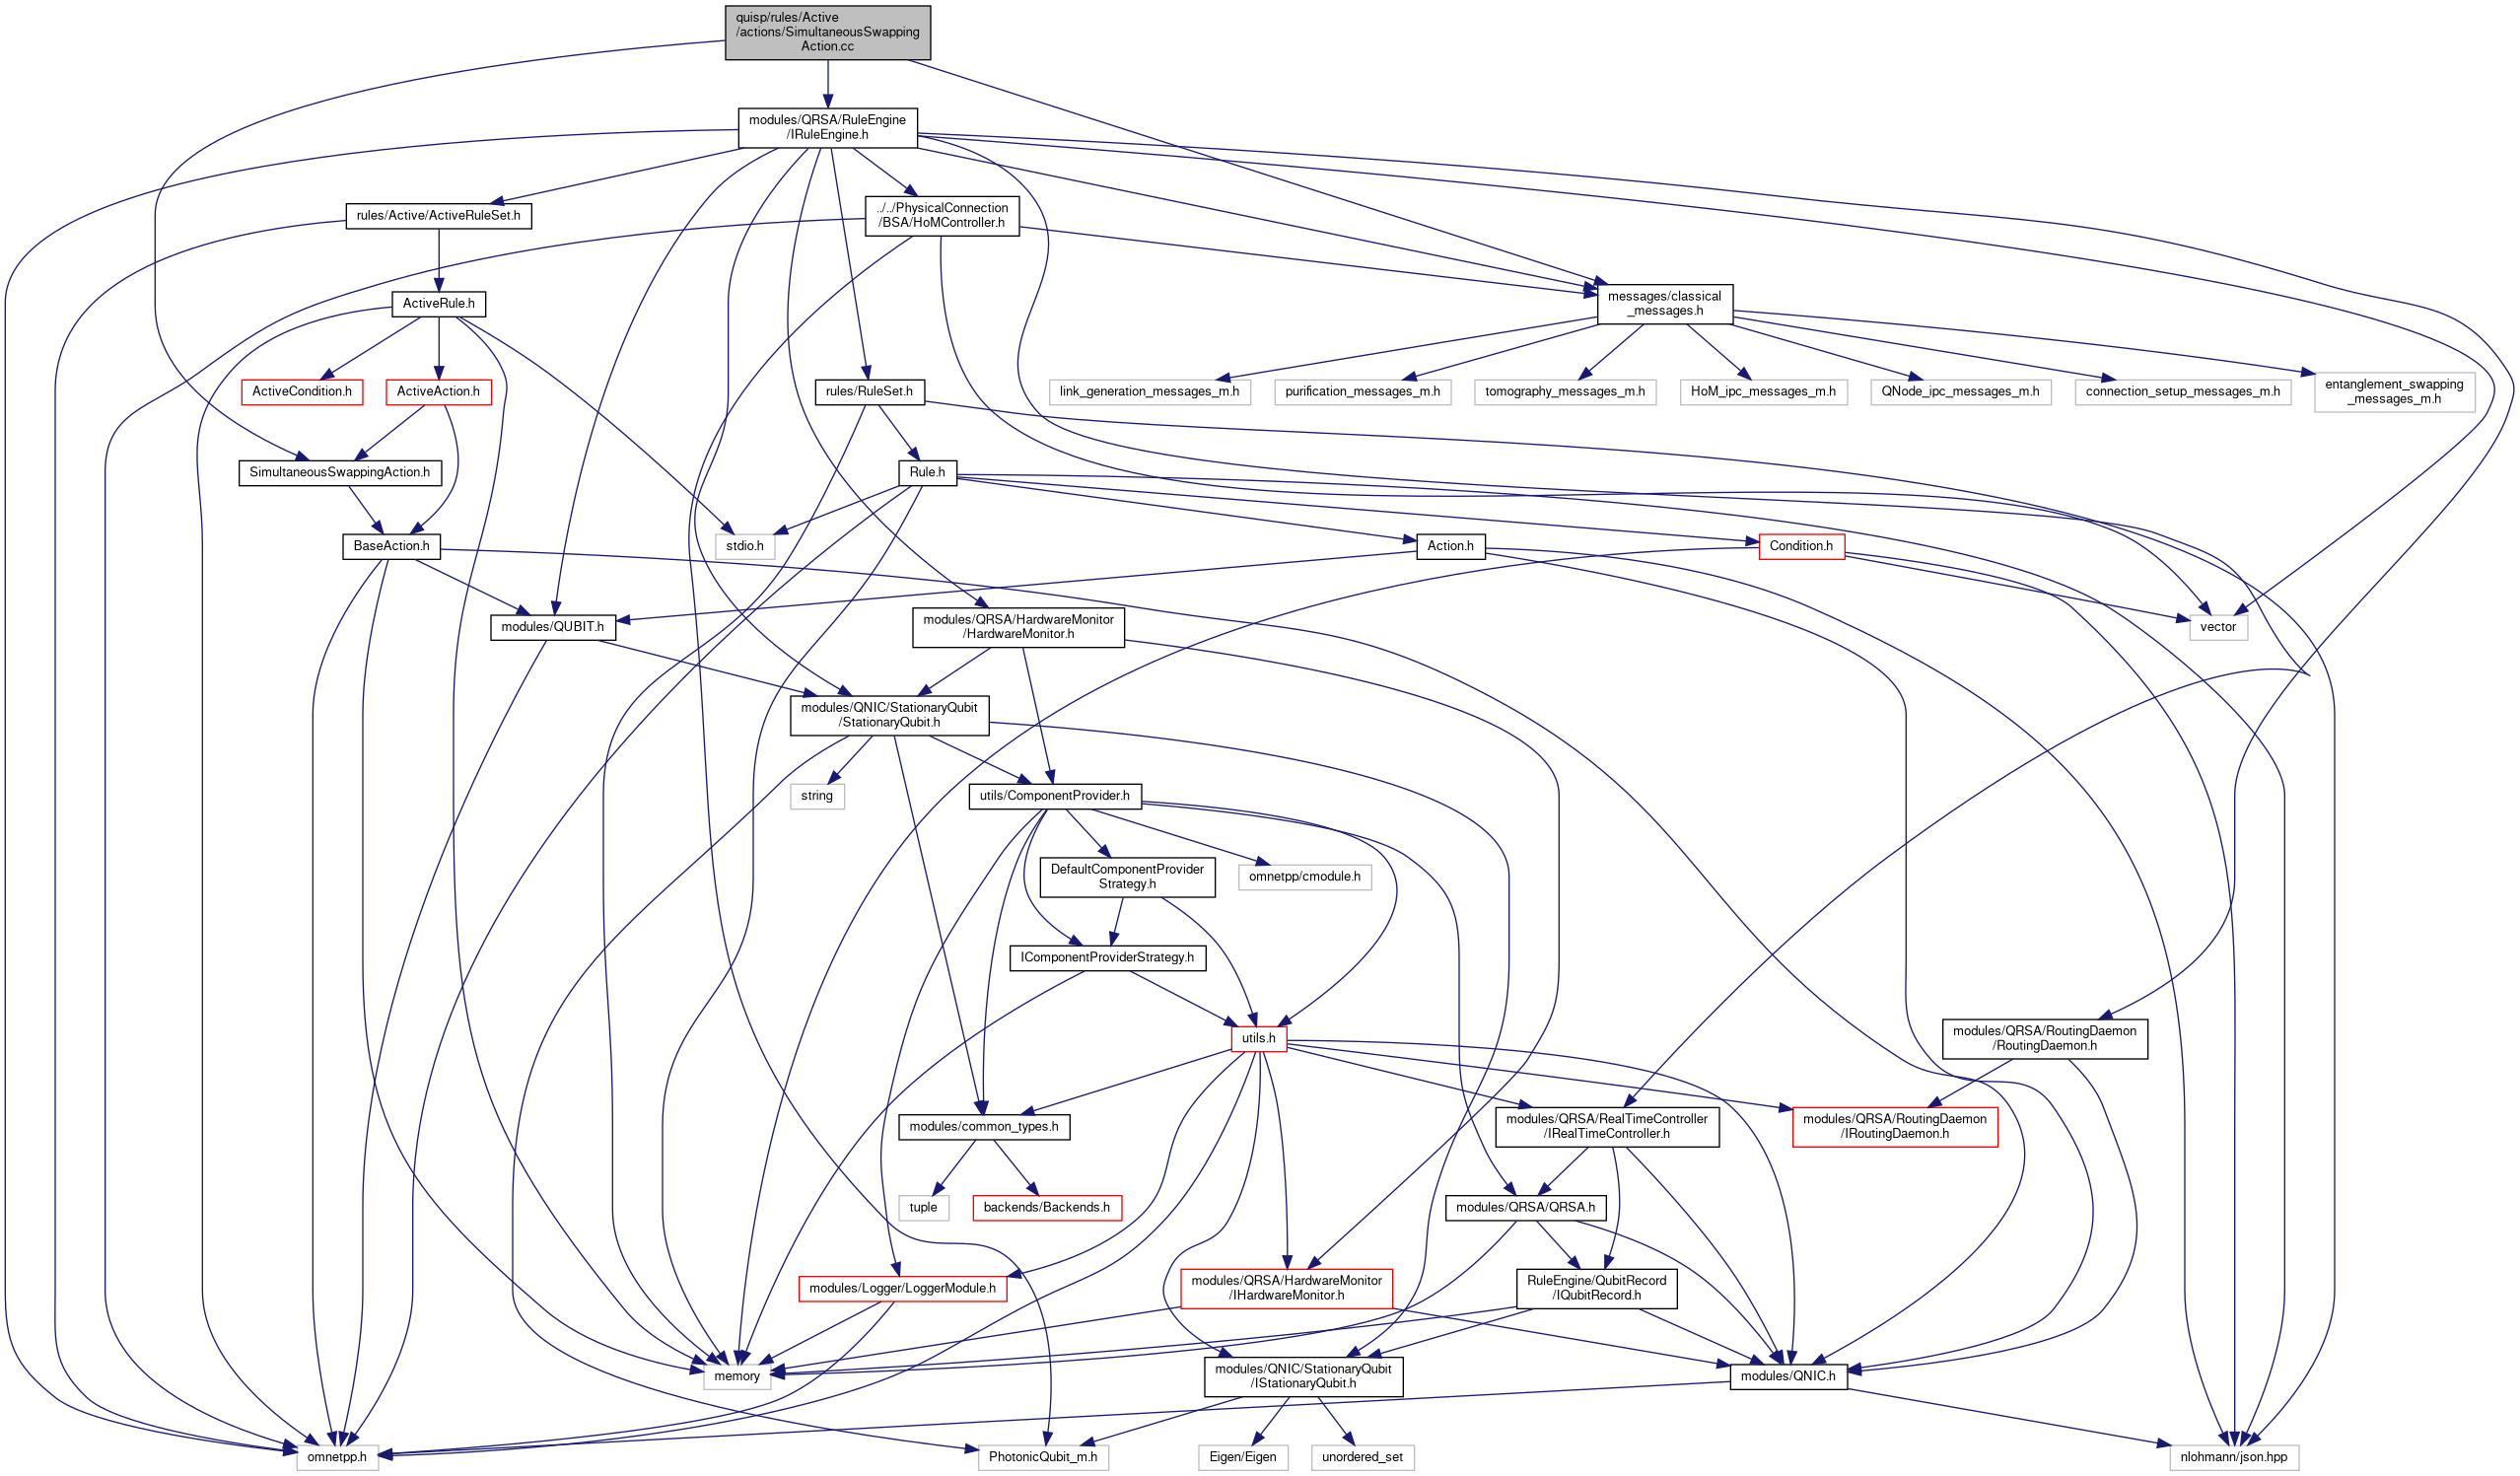 quisp/rules/Active
/actions/SimultaneousSwapping
Action.cc
modules/QRSA/RuleEngine
/IRuleEngine.h
rules/Active/ActiveRuleSet.h
../../PhysicalConnection
/BSA/HoMController.h
ActiveRule.h
messages/classical
_messages.h
ActiveCondition.h
ActiveAction.h
rules/RuleSet.h
link_generation_messages_m.h
purification_messages_m.h
tomography_messages_m.h
HoM_ipc_messages_m.h
QNode_ipc_messages_m.h
connection_setup_messages_m.h
entanglement_swapping
_messages_m.h
SimultaneousSwappingAction.h
Rule.h
BaseAction.h
stdio.h
Action.h
Condition.h
modules/QUBIT.h
modules/QRSA/HardwareMonitor
/HardwareMonitor.h
vector
modules/QNIC/StationaryQubit
/StationaryQubit.h
string
utils/ComponentProvider.h
DefaultComponentProvider
Strategy.h
omnetpp/cmodule.h
IComponentProviderStrategy.h
utils.h
modules/QRSA/RoutingDaemon
/RoutingDaemon.h
modules/common_types.h
modules/QRSA/RealTimeController
/IRealTimeController.h
modules/QRSA/RoutingDaemon
/IRoutingDaemon.h
tuple
backends/Backends.h
modules/QRSA/QRSA.h
modules/Logger/LoggerModule.h
modules/QRSA/HardwareMonitor
/IHardwareMonitor.h
RuleEngine/QubitRecord
/IQubitRecord.h
memory
modules/QNIC/StationaryQubit
/IStationaryQubit.h
modules/QNIC.h
omnetpp.h
PhotonicQubit_m.h
Eigen/Eigen
unordered_set
nlohmann/json.hpp